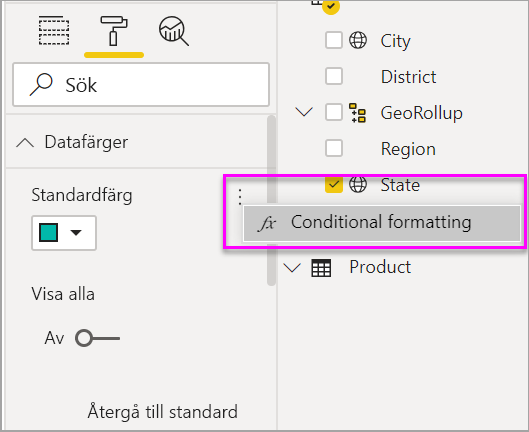 Sök
Datafärger
Standardfärg
Visa alla
Av
Återgå till standard
City
District
GeoRollup
Region
State
fx Conditional formatting
Product